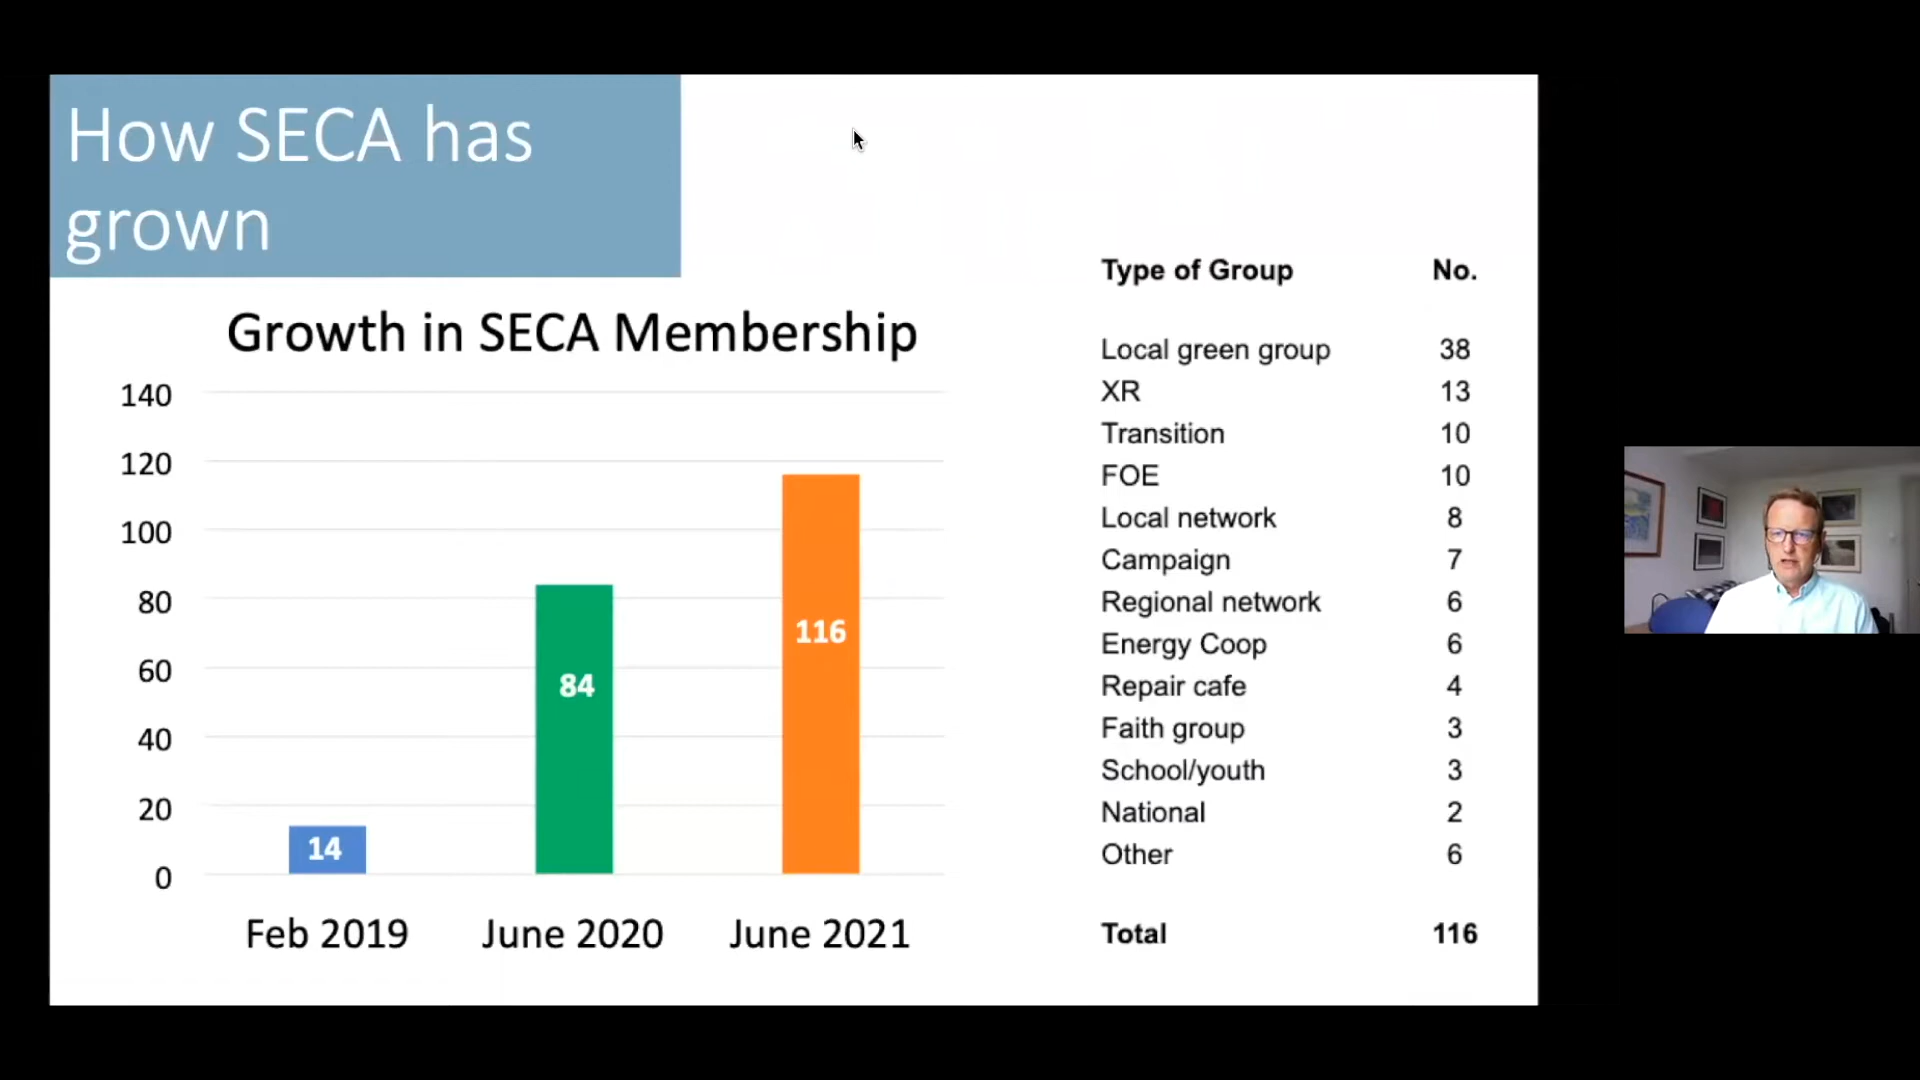 How SECA has
grown
Growth in SECA Membership
140
120
100
80
60
40
20
0
14
84
116
Feb 2019 June 2020 June 2021
Type of Group No.
Local green group 38
XR 13
Transition 10
FOE 10
Local network 8
Campaign 7
Regional network 6
Energy Coop 6
Repair cafe 4
Faith group 3
School/youth 3
National 2
Other 6
Total 116